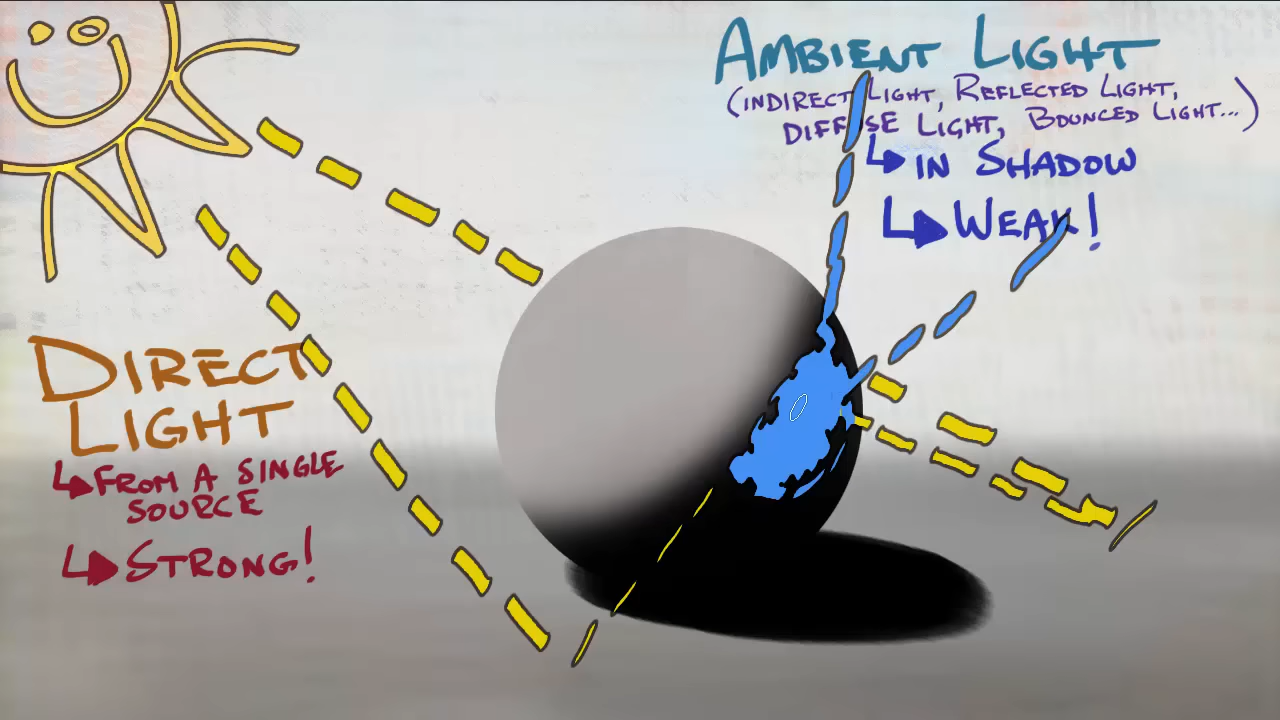 AMBIENT LIGHT
(INDIRECT LIGHT, REFLECTED LIGHT,
DIFFUSE LIGHT, BOUNCED LIGHT...)
IN SHADOW
WEAK!
DIRECT
LIGHT
FROM A SINGLE
SOURCE
STRONG!